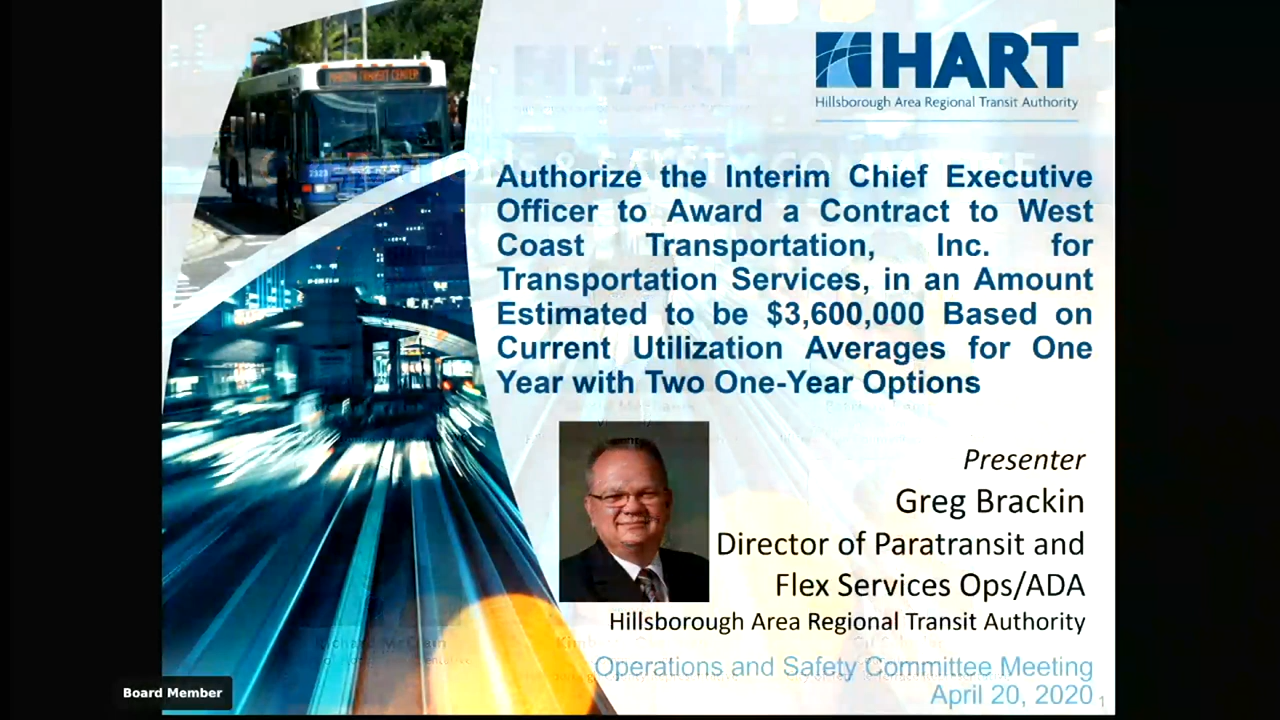 MARION TRANSIT CENTER
HART
Hillsborough Area Regional Transit Authority
Authorize the Interim Chief Executive
Officer to Award a Contract to West
Coast Transportation, Inc. for
Transportation Services, in an Amount
Estimated to be $3,600,000 Based on
Current Utilization Averages for One
Year with Two One-Year Options
Presenter
Greg Brackin
Director of Paratransit and
Flex Services Ops/ADA
Hillsborough Area Regional Transit Authority
Operations and Safety Committee Meeting
April 20, 2020
1
Board Member